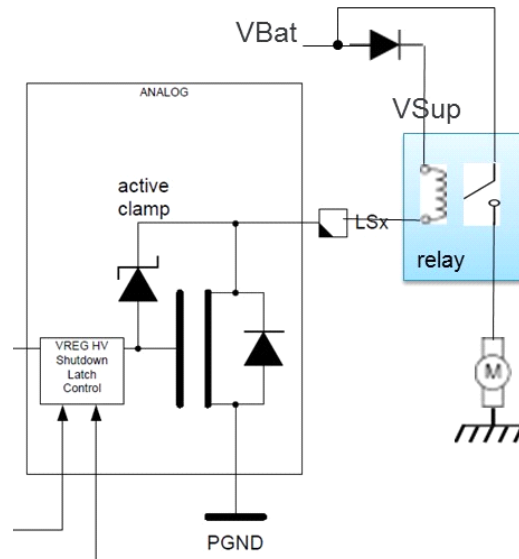 VBat
ANALOG
VSup
active
clamp
LSx
relay
VREG HV
Shutdown
Latch
Control
M
PGND